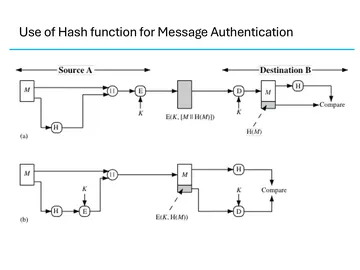 Use of Hash function for Message Authentication
Source A
Destination B
M
||
E
D
M
H
K
E(K, [M || H(M)])
K
Compare
H
H(M)
(a)
M
||
M
H
K
K
Compare
H
E
D
E(K, H(M))
(b)